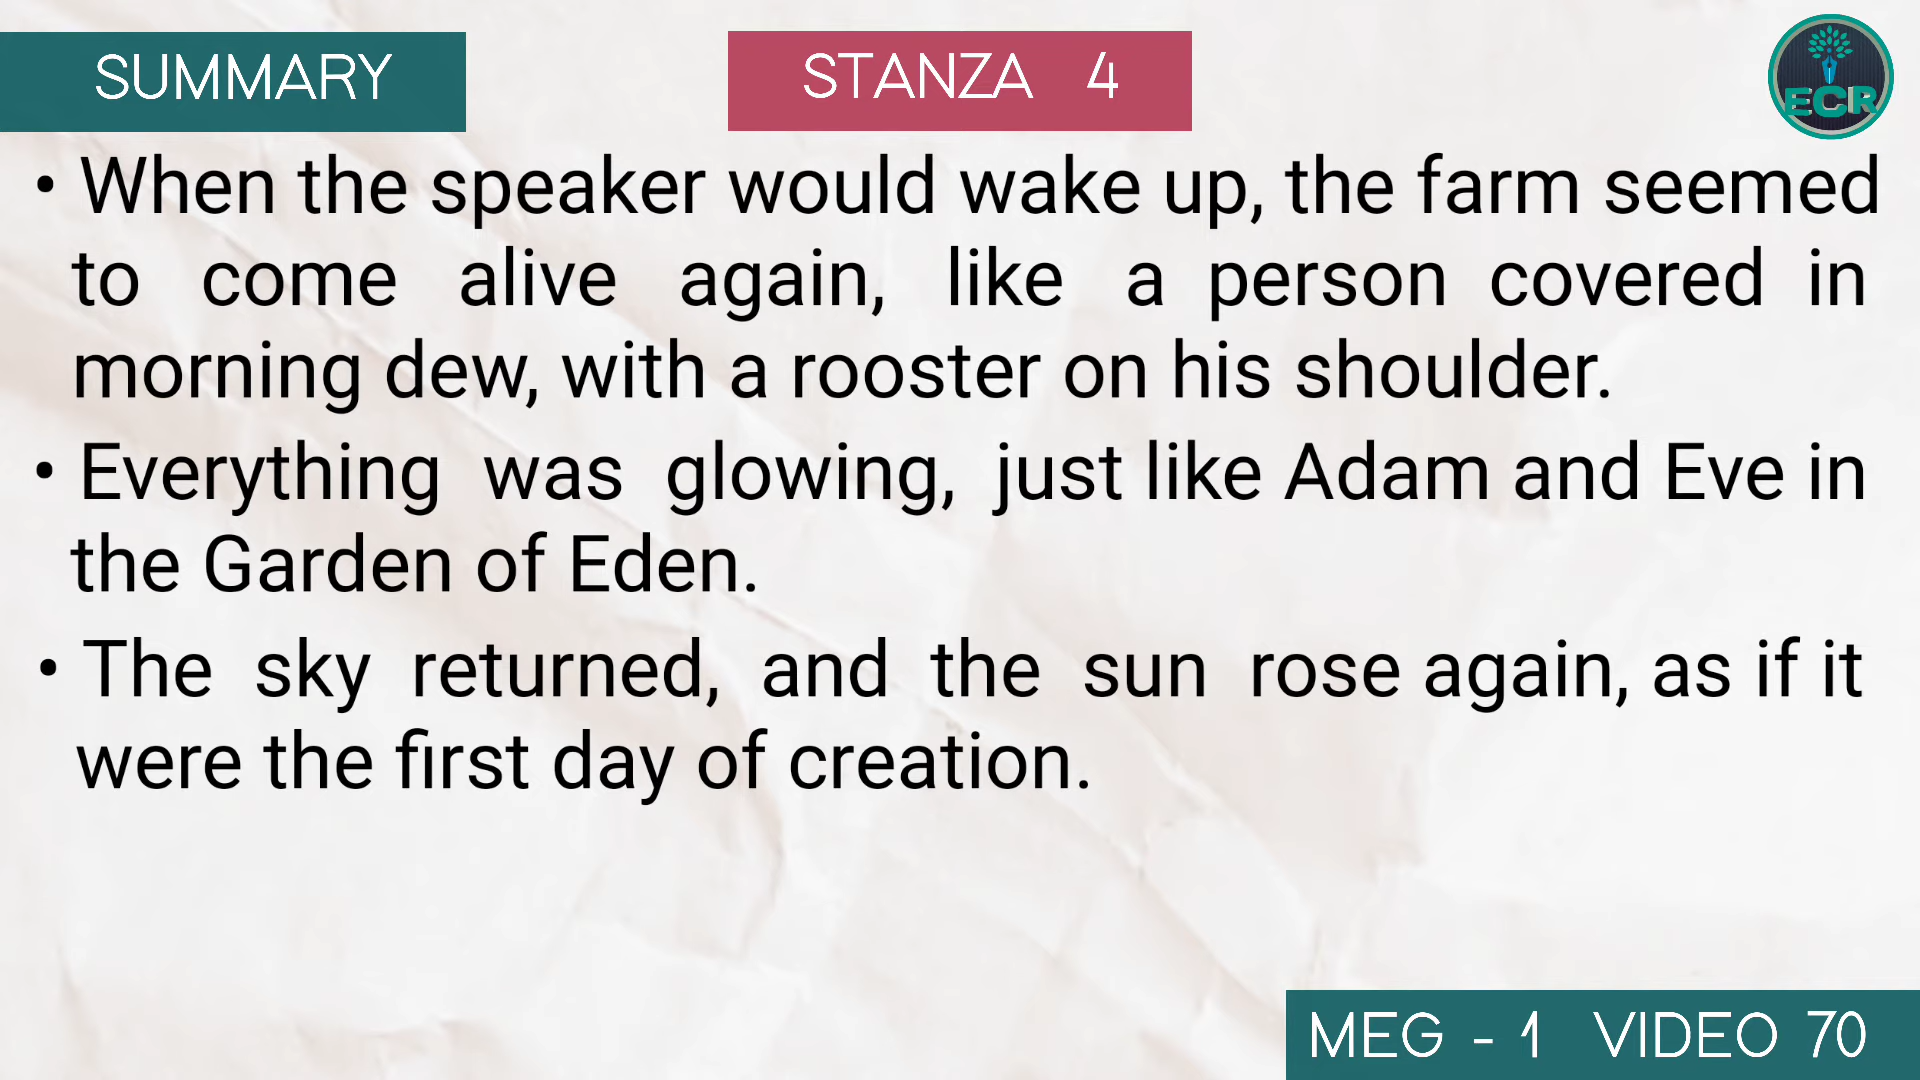 SUMMARY
STANZA 4
ECR
• When the speaker would wake up, the farm seemed
to come alive again, like a person covered in
morning dew, with a rooster on his shoulder.
• Everything was glowing, just like Adam and Eve in
the Garden of Eden.
• The sky returned, and the sun rose again, as if it
were the first day of creation.
MEG - 1 VIDEO 70